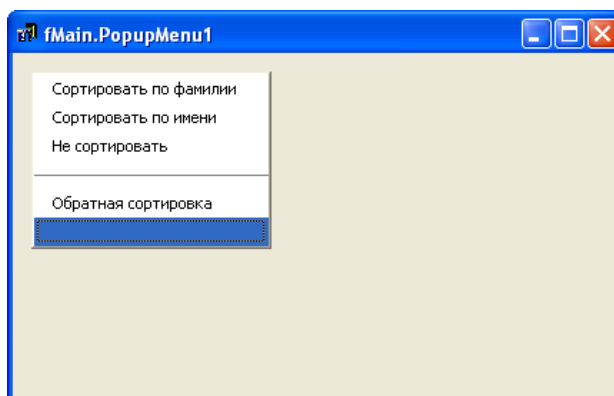 fMain.PopupMenu1
Сортировать по фамилии
Сортировать по имени
Не сортировать
Обратная сортировка